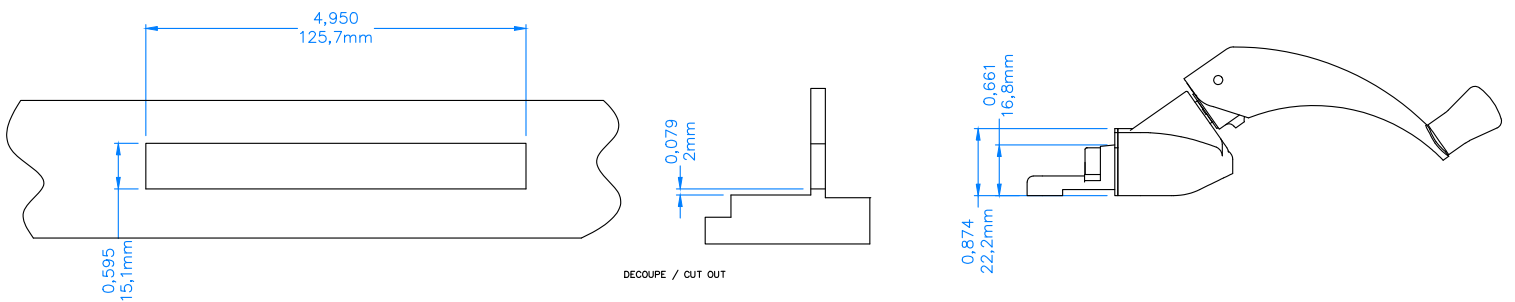 4,950
125,7mm
0,595
15,1mm
0,079
2mm
DECOUPE / CUT OUT
0,661
16,8mm
0,874
22,2mm